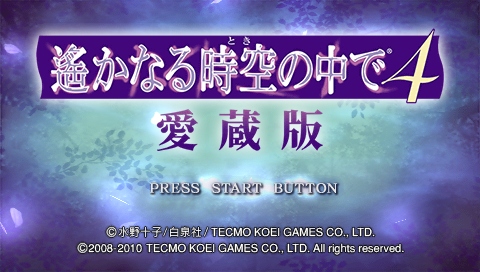 とき
遙かなる時空の中で4
愛蔵版
PRESS START BUTTON
©水野十子/白泉社/TECMO KOEI GAMES CO., LTD.
©2008-2010 TECMO KOEI GAMES CO., LTD. All rights reserved.